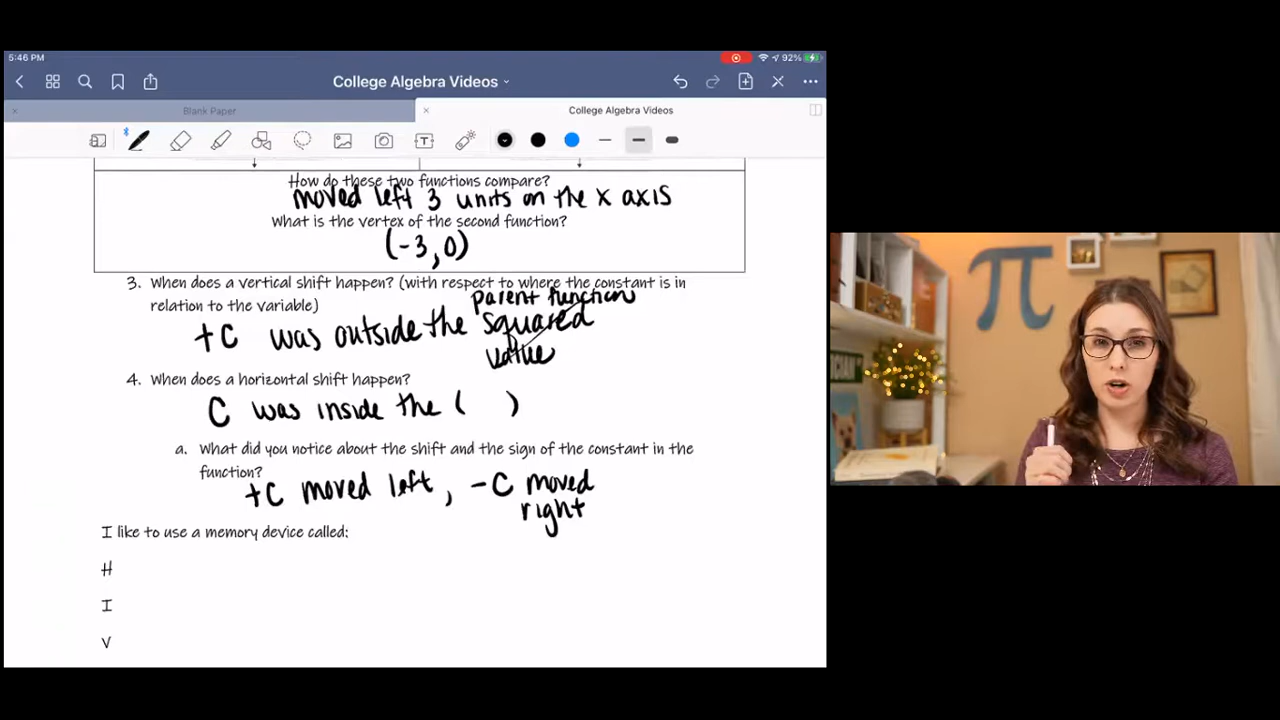 5:46 PM
92%
College Algebra Videos
Blank Paper
College Algebra Videos
How do these two functions compare?
moved left 3 units on the x axis
What is the vertex of the second function?
(-3,0)
3. When does a vertical shift happen? (with respect to where the constant is in
relation to the variable)
parent function
+C was outside the squared
value
4. When does a horizontal shift happen?
C was inside the ( )
a. What did you notice about the shift and the sign of the constant in the
function?
+C moved left, -C moved
right
I like to use a memory device called:
H
I
V